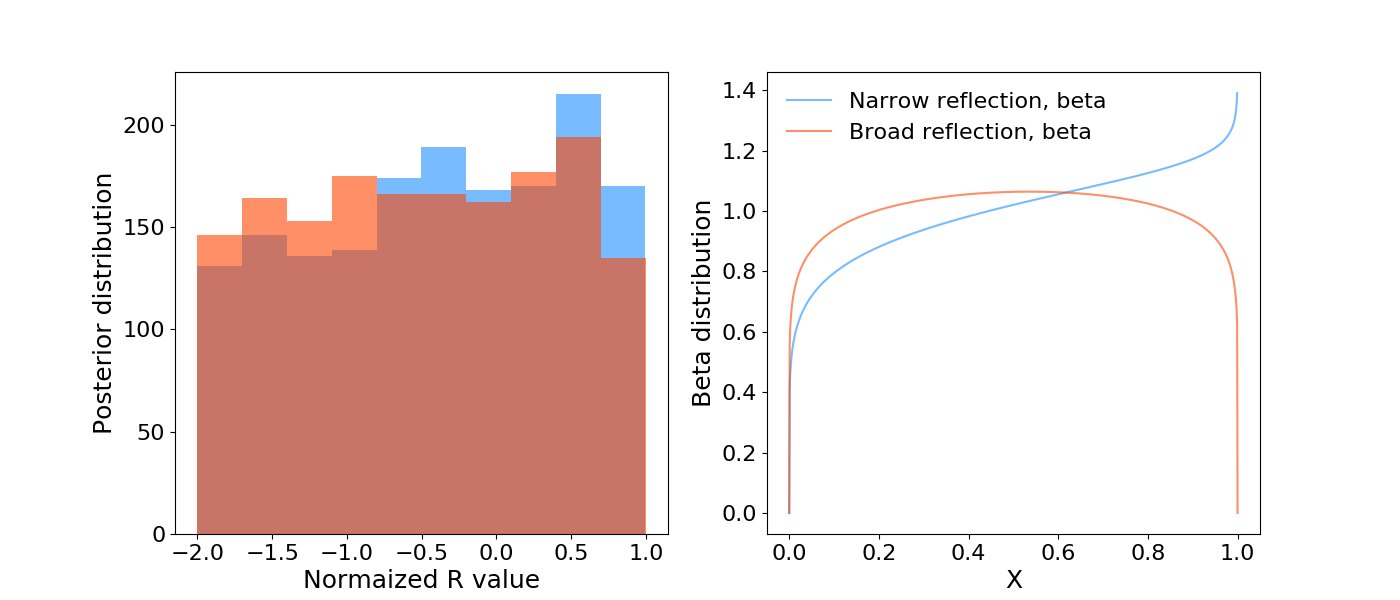 Posterior distribution
200
150
100
50
0
−2.0 −1.5 −1.0 −0.5 0.0 0.5 1.0
Normaized R value
Beta distribution
1.4
1.2
1.0
0.8
0.6
0.4
0.2
0.0
Narrow reflection, beta
Broad reflection, beta
0.0 0.2 0.4 0.6 0.8 1.0
X